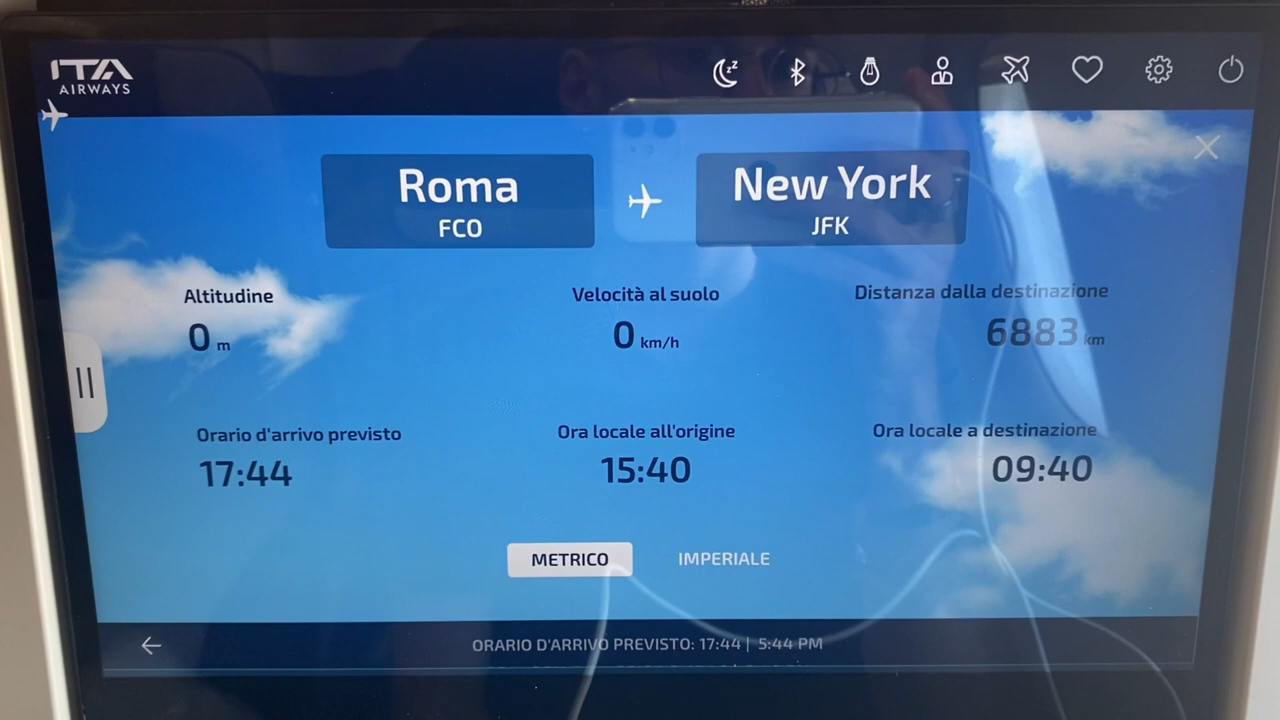 ITA
AIRWAYS
Roma
FCO
New York
JFK
Altitudine
0 m
Velocità al suolo
0 km/h
Distanza dalla destinazione
6883 km
Orario d'arrivo previsto
17:44
Ora locale all'origine
15:40
Ora locale a destinazione
09:40
METRICO
IMPERIALE
ORARIO D'ARRIVO PREVISTO: 17:44 | 5:44 PM